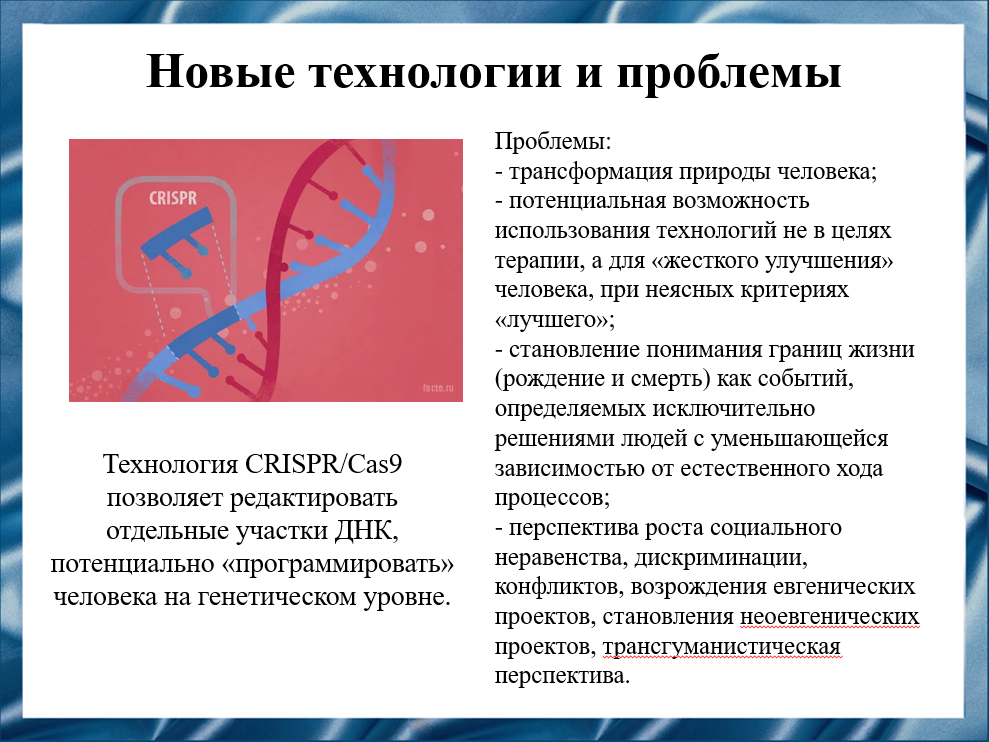 Новые технологии и проблемы
CRISPR
facte.ru
Технология CRISPR/Cas9
позволяет редактировать
отдельные участки ДНК,
потенциально «программировать»
человека на генетическом уровне.
Проблемы:
- трансформация природы человека;
- потенциальная возможность
использования технологий не в целях
терапии, а для «жесткого улучшения»
человека, при неясных критериях
«лучшего»;
- становление понимания границ жизни
(рождение и смерть) как событий,
определяемых исключительно
решениями людей с уменьшающейся
зависимостью от естественного хода
процессов;
- перспектива роста социального
неравенства, дискриминации,
конфликтов, возрождения евгенических
проектов, становления неоевгенических
проектов, трансгуманистическая
перспектива.